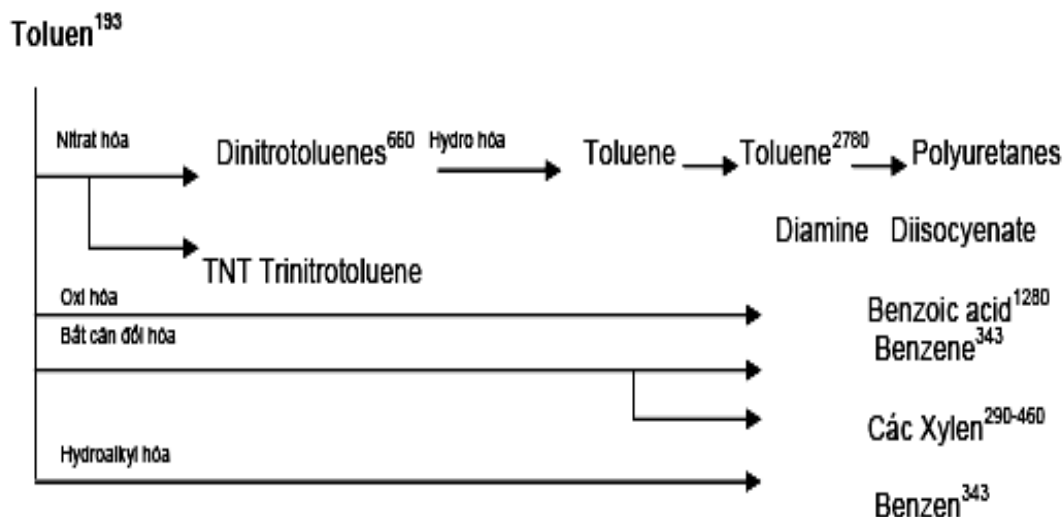 Toluen¹⁹³
Nitrat hóa
Dinitrotoluenes⁶⁶⁰ Hydro hóa Toluene Toluene²⁷⁸⁰ Polyuretanes
Diamine Diisocyenate
TNT Trinitrotoluene
Oxi hóa
Benzoic acid¹²⁸⁰
Bất cân đối hóa
Benzene³⁴³
Các Xylen²⁹⁰⁻⁴⁶⁰
Hydroalkyl hóa
Benzen³⁴³